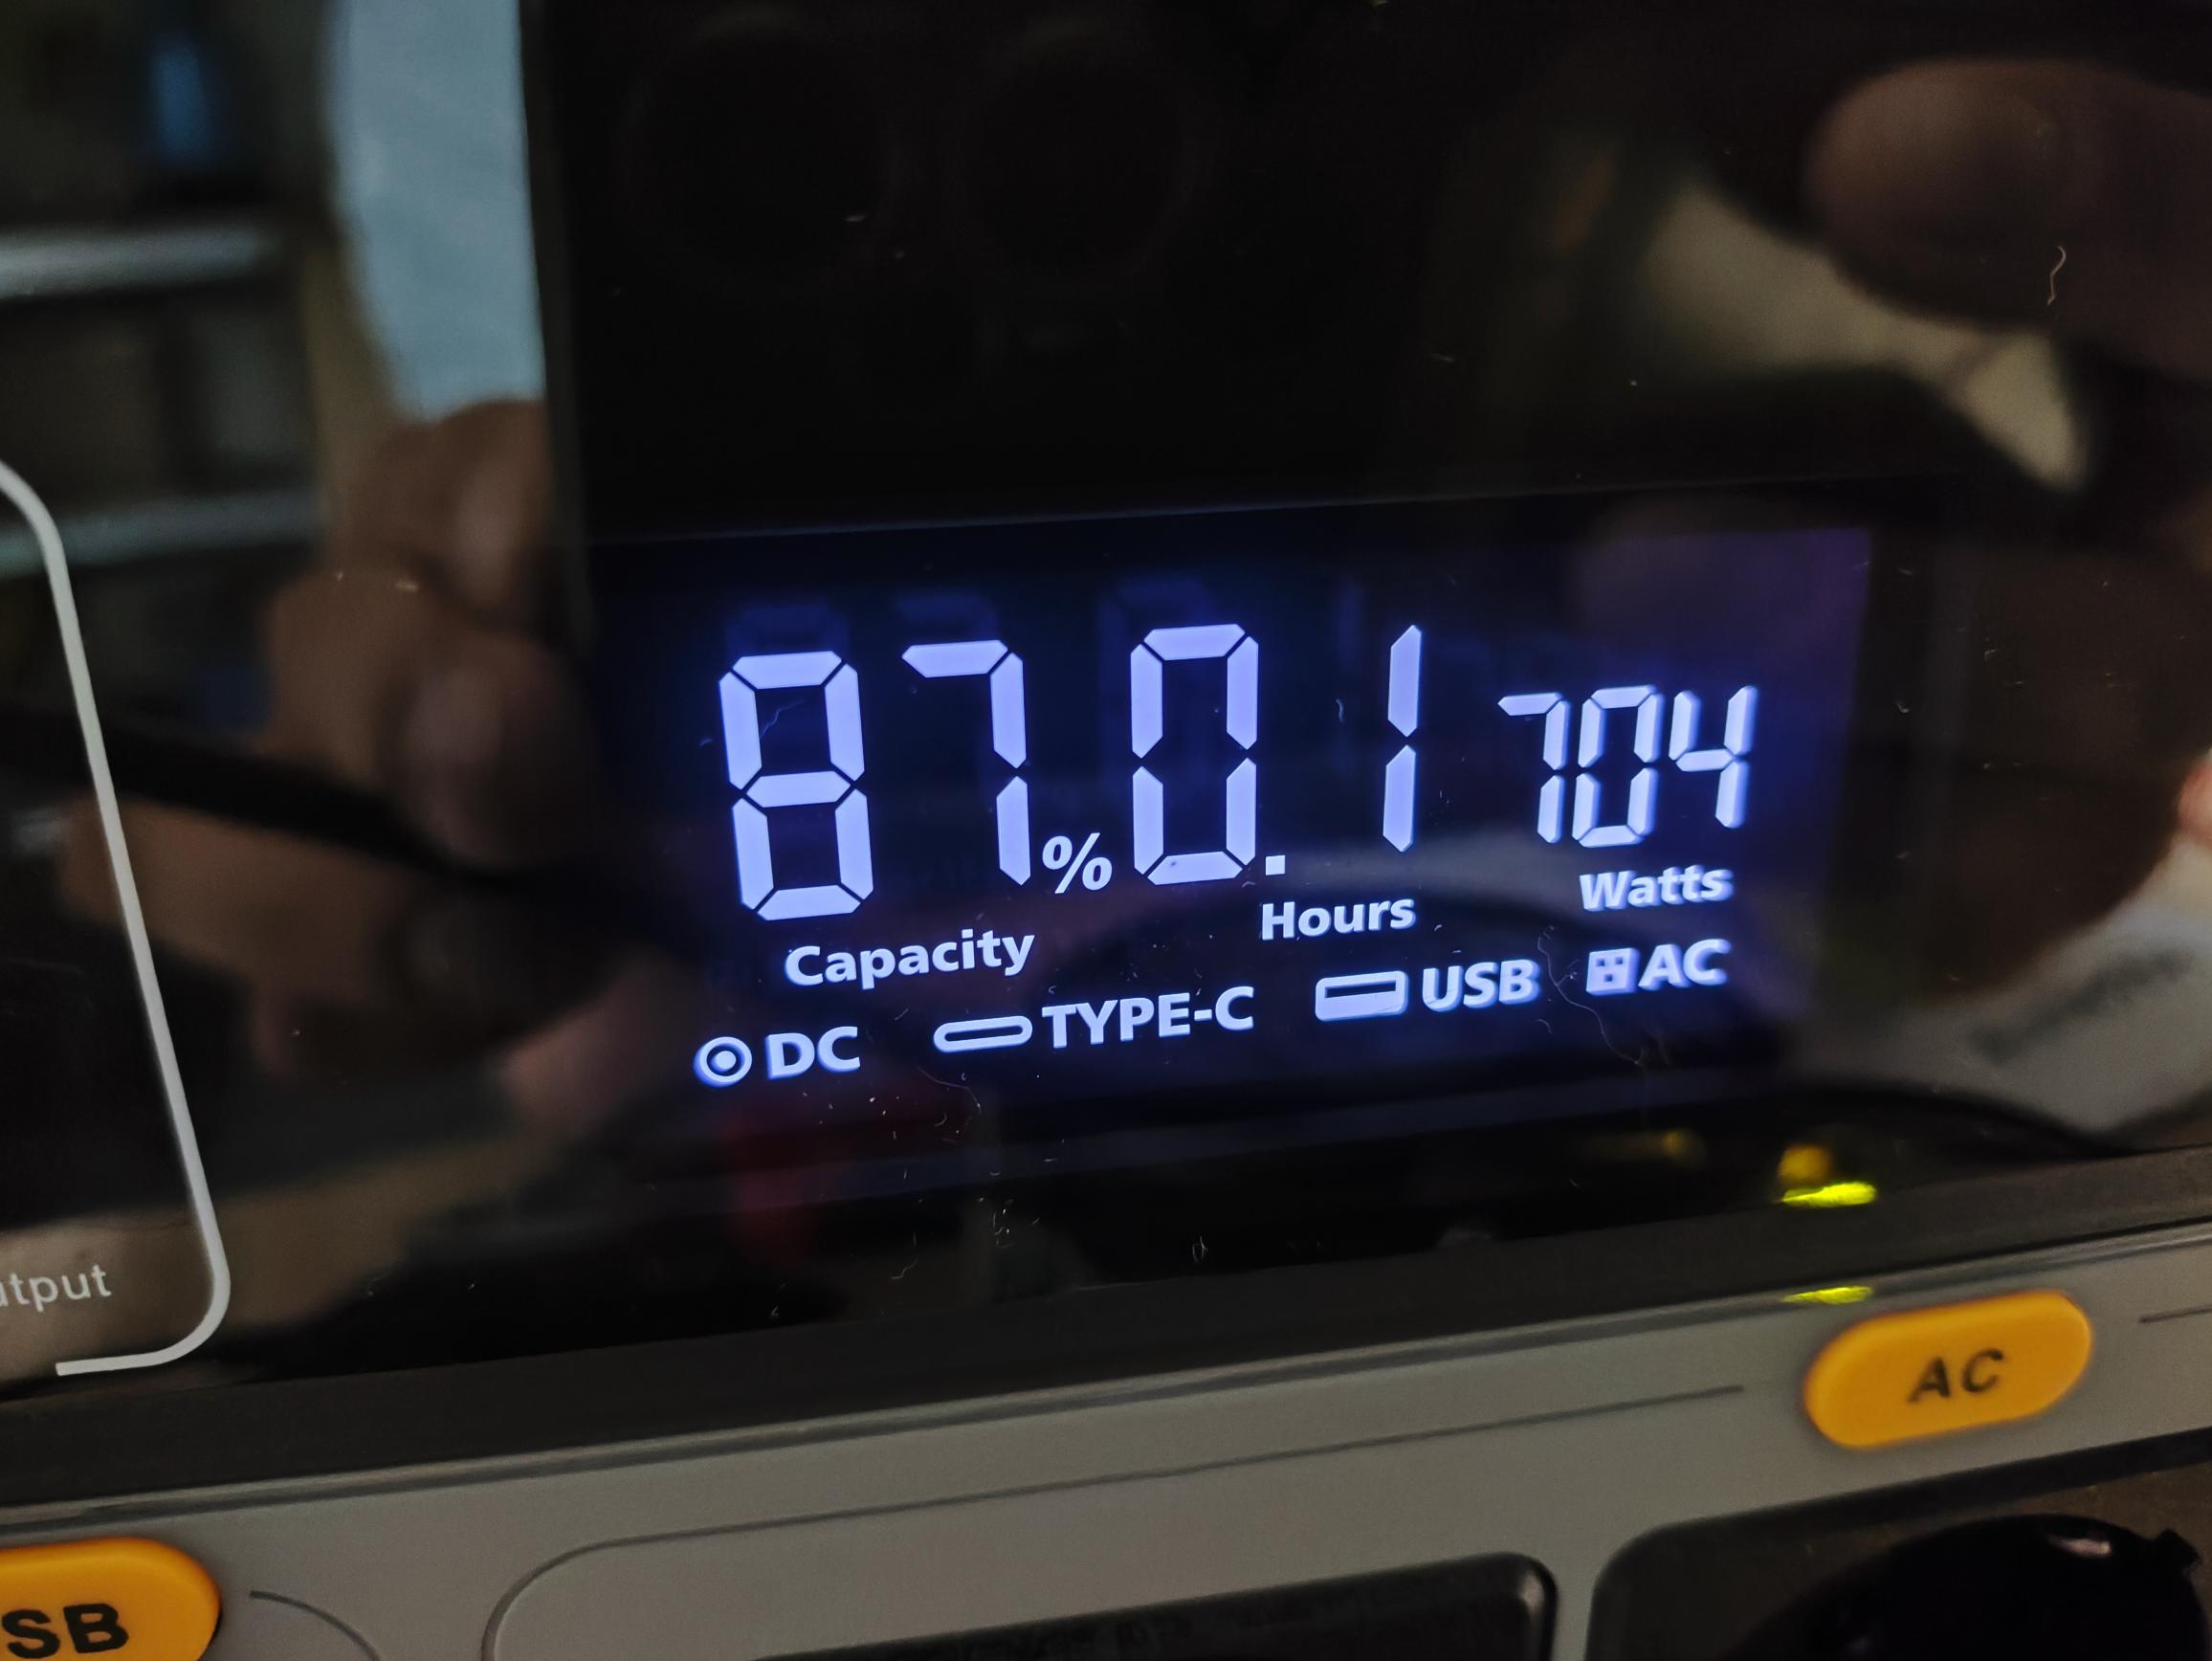 87% 0.1 704
Capacity Hours Watts
DC TYPE-C USB AC
AC